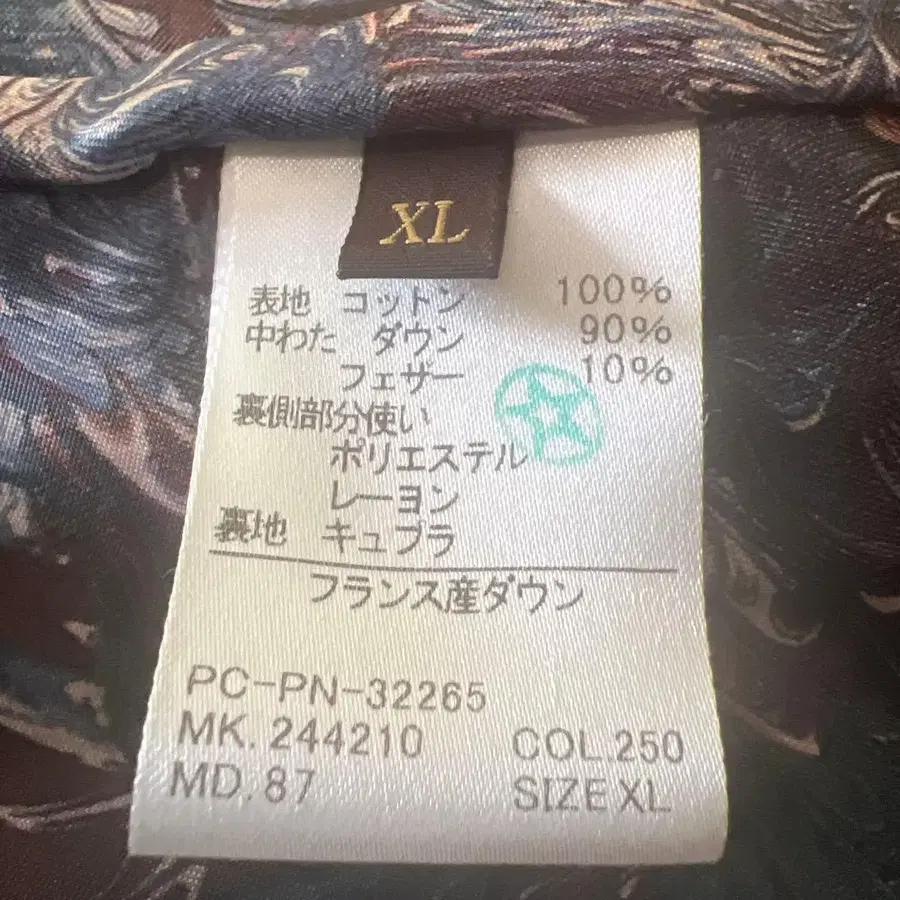 XL
表地 コットン 100%
中わた ダウン 90%
フェザー 10%
裏側部分使い
ポリエステル
レーヨン
裏地 キュプラ
フランス産ダウン
PC-PN-32265
MK. 244210 COL.250
MD. 87 SIZE XL